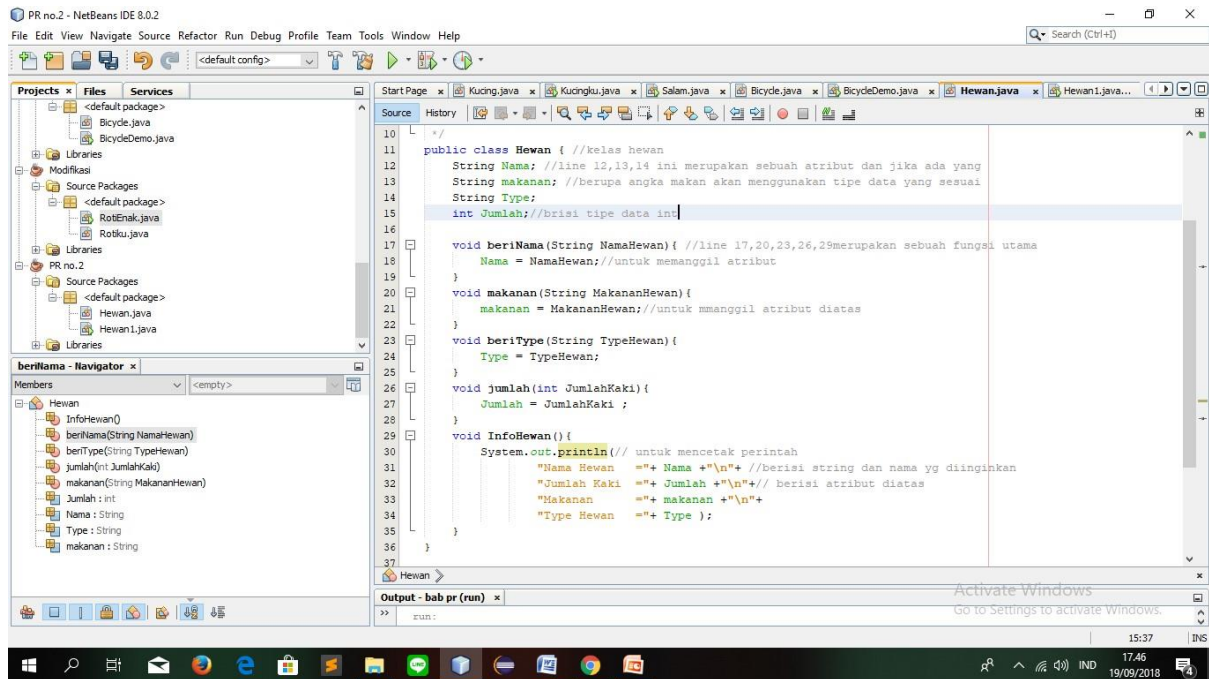 PR no.2 - NetBeans IDE 8.0.2
File Edit View Navigate Source Refactor Run Debug Profile Team Tools Window Help
Search (Ctrl+I)
<default config>
Projects Files Services
<default package>
Bicycle.java
BicycleDemo.java
Libraries
Modifikasi
Source Packages
<default package>
RotiEnak.java
Rotiku.java
Libraries
PR no.2
Source Packages
<default package>
Hewan.java
Hewan1.java
Libraries
beriNama - Navigator
Members <empty>
Hewan
InfoHewan()
beriNama(String NamaHewan)
beriType(String TypeHewan)
jumlah(int JumlahKaki)
makanan(String MakananHewan)
Jumlah : int
Nama : String
Type : String
makanan : String
Start Page Kucing.java Kucingku.java Salam.java Bicycle.java BicycleDemo.java Hewan.java Hewan1.java...
Source History
10 */
11 public class Hewan { //kelas hewan
12 String Nama; //line 12,13,14 ini merupakan sebuah atribut dan jika ada yang
13 String makanan; //berupa angka makan akan menggunakan tipe data yang sesuai
14 String Type;
15 int Jumlah;//brisi tipe data int
16
17 void beriNama(String NamaHewan){ //line 17,20,23,26,29merupakan sebuah fungsi utama
18 Nama = NamaHewan;//untuk memanggil atribut
19 }
20 void makanan(String MakananHewan){
21 makanan = MakananHewan;//untuk mmanggil atribut diatas
22 }
23 void beriType(String TypeHewan){
24 Type = TypeHewan;
25 }
26 void jumlah(int JumlahKaki){
27 Jumlah = JumlahKaki ;
28 }
29 void InfoHewan(){
30 System.out.println(// untuk mencetak perintah
31 "Nama Hewan ="+ Nama +"\n"+ //berisi string dan nama yg diinginkan
32 "Jumlah Kaki ="+ Jumlah +"\n"+// berisi atribut diatas
33 "Makanan ="+ makanan +"\n"+
34 "Type Hewan ="+ Type );
35 }
36 }
37
Hewan
Output - bab pr (run)
run:
Activate Windows
Go to Settings to activate Windows.
15:37 INS
IND
17.46
19/09/2018